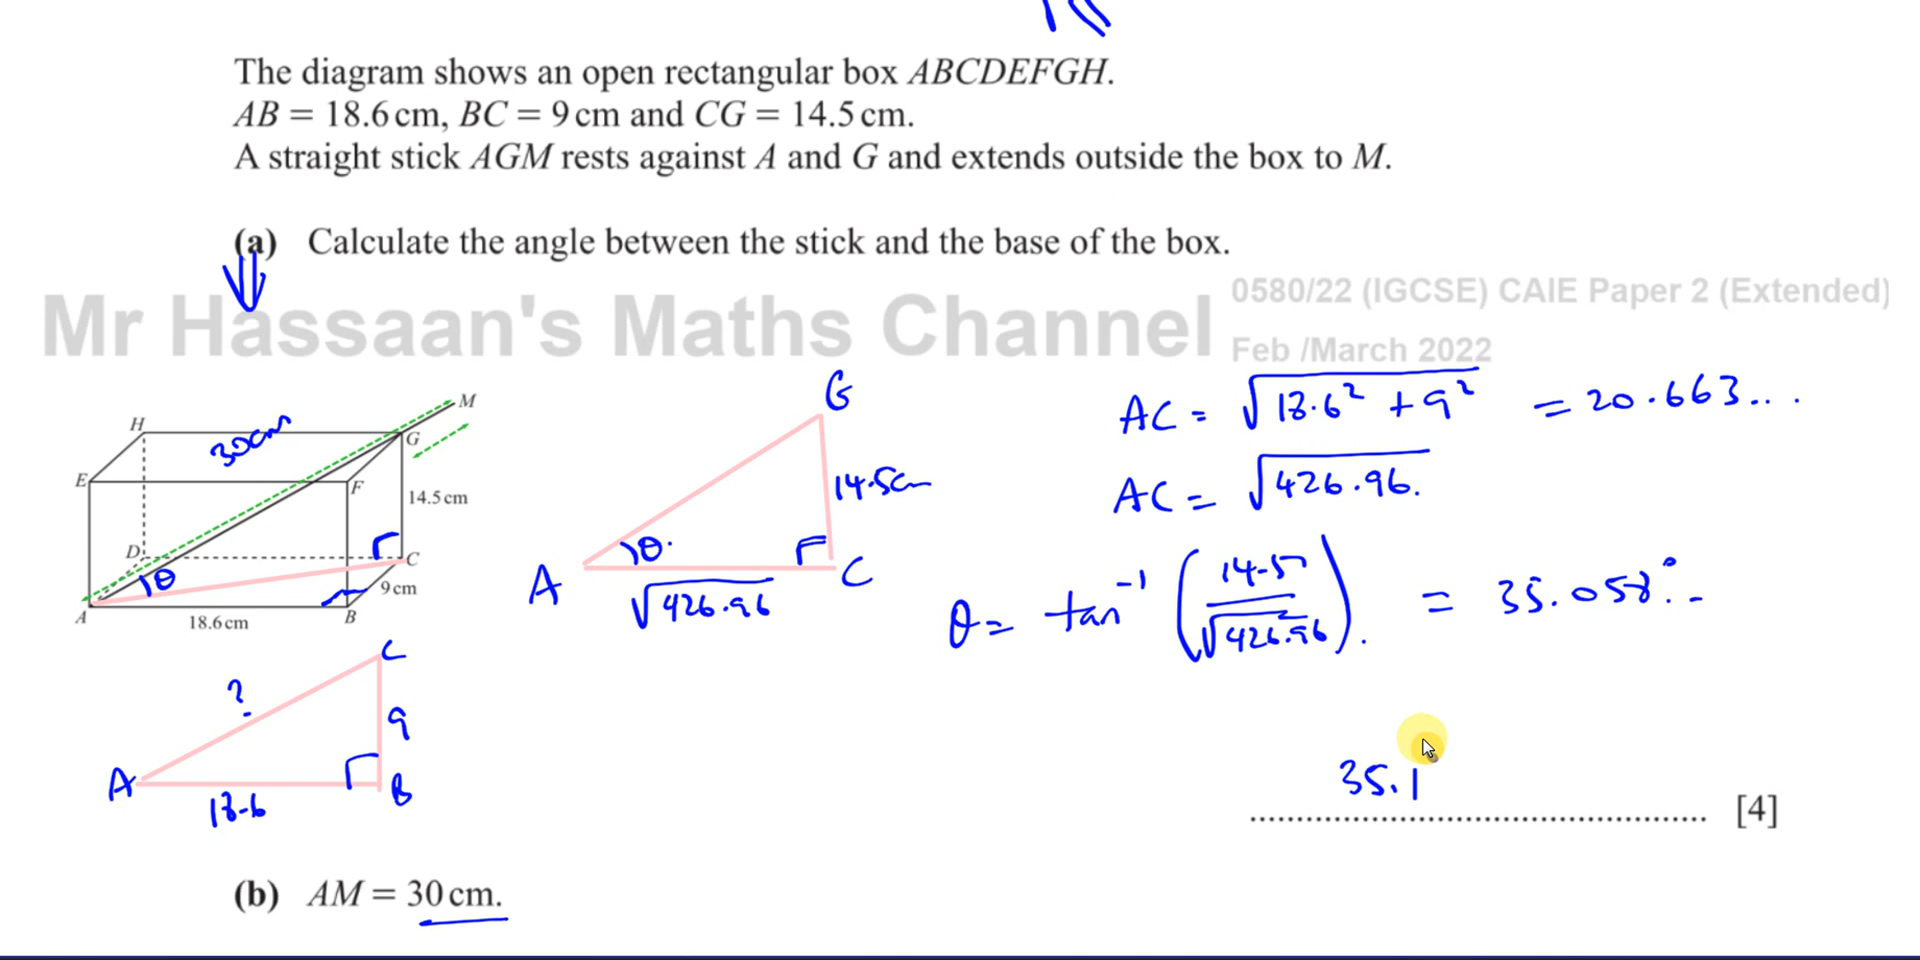 The diagram shows an open rectangular box ABCDEFGH.
AB = 18.6 cm, BC = 9 cm and CG = 14.5 cm.
A straight stick AGM rests against A and G and extends outside the box to M.
(a) Calculate the angle between the stick and the base of the box.
Mr Hassaan's Maths Channel
0580/22 (IGCSE) CAIE Paper 2 (Extended)
Feb /March 2022
M
H
30cm
G
E
F
14.5 cm
D
C
θ
9 cm
A
18.6 cm
B
G
14.5cm
θ
A
C
√426.96
AC = √18.6² + 9² = 20.663...
AC = √426.96.
θ = tan⁻¹ (14.5/√426.96). = 35.058°..
C
?
9
A
B
18.6
35.1
[4]
(b) AM = 30 cm.